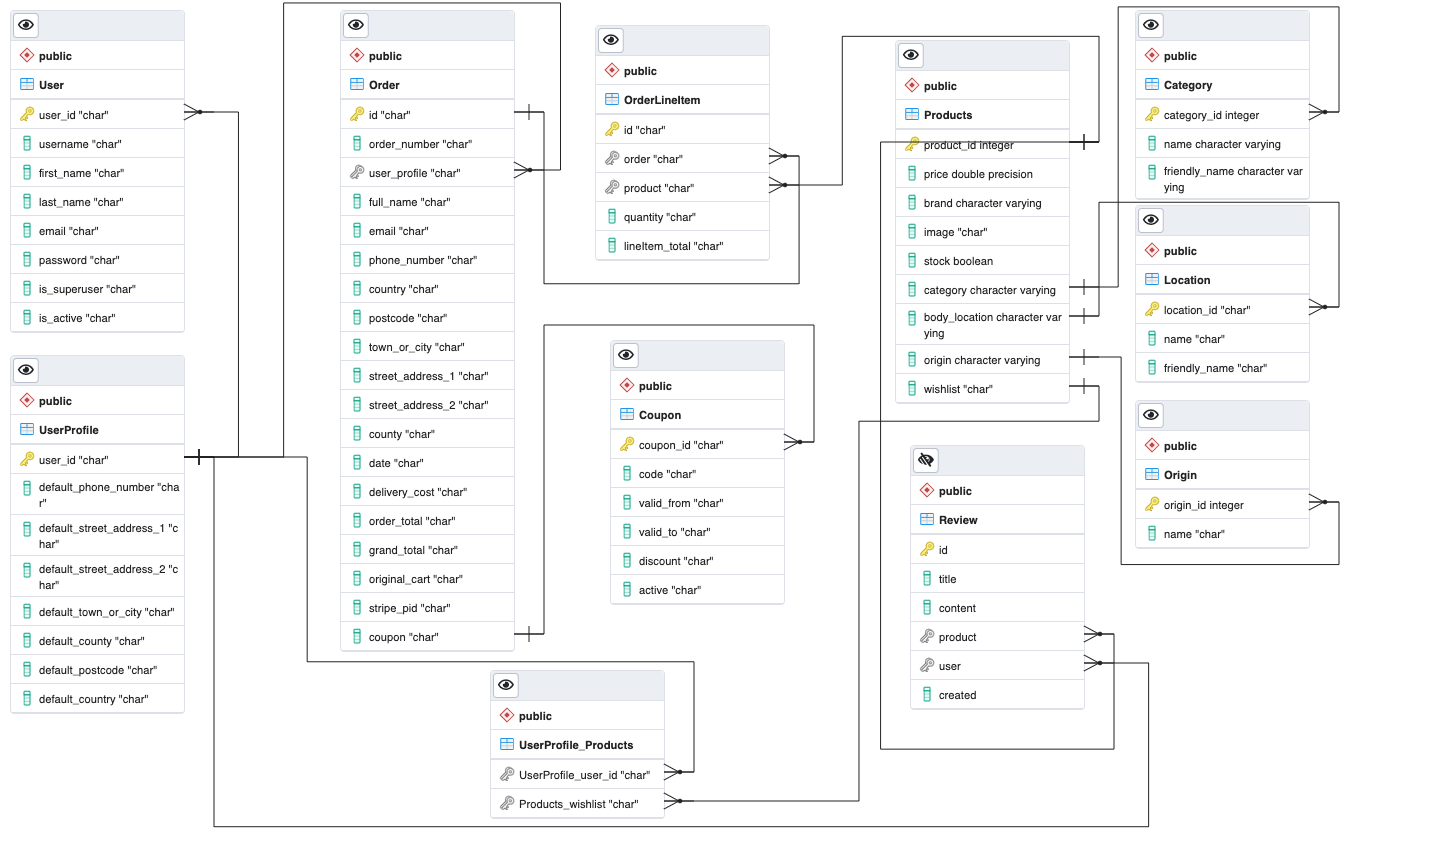 public
User
user_id "char"
username "char"
first_name "char"
last_name "char"
email "char"
password "char"
is_superuser "char"
is_active "char"
public
UserProfile
user_id "char"
default_phone_number "cha
r"
default_street_address_1 "c
har"
default_street_address_2 "c
har"
default_town_or_city "char"
default_county "char"
default_postcode "char"
default_country "char"
public
Order
id "char"
order_number "char"
user_profile "char"
full_name "char"
email "char"
phone_number "char"
country "char"
postcode "char"
town_or_city "char"
street_address_1 "char"
street_address_2 "char"
county "char"
date "char"
delivery_cost "char"
order_total "char"
grand_total "char"
original_cart "char"
stripe_pid "char"
coupon "char"
public
OrderLineItem
id "char"
order "char"
product "char"
quantity "char"
lineItem_total "char"
public
Coupon
coupon_id "char"
code "char"
valid_from "char"
valid_to "char"
discount "char"
active "char"
public
UserProfile_Products
UserProfile_user_id "char"
Products_wishlist "char"
public
Products
product_id integer
price double precision
brand character varying
image "char"
stock boolean
category character varying
body_location character var
ying
origin character varying
wishlist "char"
public
Review
id
title
content
product
user
created
public
Category
category_id integer
name character varying
friendly_name character var
ying
public
Location
location_id "char"
name "char"
friendly_name "char"
public
Origin
origin_id integer
name "char"